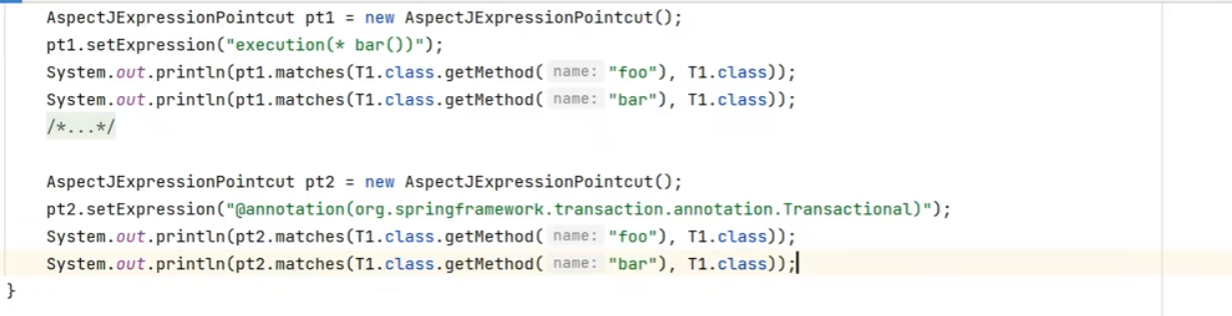 AspectJExpressionPointcut pt1 = new AspectJExpressionPointcut();
pt1.setExpression("execution(* bar())");
System.out.println(pt1.matches(T1.class.getMethod( name: "foo"), T1.class));
System.out.println(pt1.matches(T1.class.getMethod( name: "bar"), T1.class));
/*...*/
AspectJExpressionPointcut pt2 = new AspectJExpressionPointcut();
pt2.setExpression("@annotation(org.springframework.transaction.annotation.Transactional)");
System.out.println(pt2.matches(T1.class.getMethod( name: "foo"), T1.class));
System.out.println(pt2.matches(T1.class.getMethod( name: "bar"), T1.class));
}